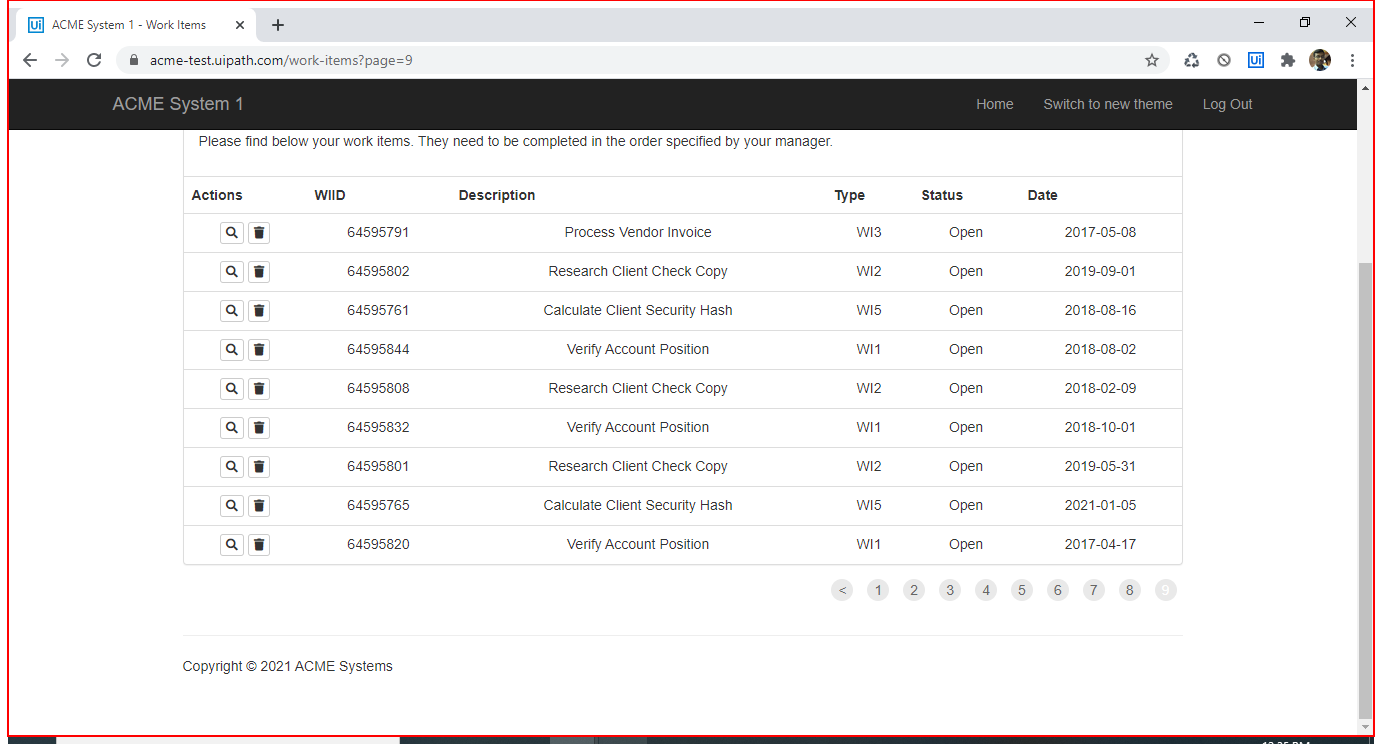 Ui ACME System 1 - Work Items
acme-test.uipath.com/work-items?page=9
Ui
ACME System 1 Home Switch to new theme Log Out
Please find below your work items. They need to be completed in the order specified by your manager.
Actions WIID Description Type Status Date
64595791 Process Vendor Invoice WI3 Open 2017-05-08
64595802 Research Client Check Copy WI2 Open 2019-09-01
64595761 Calculate Client Security Hash WI5 Open 2018-08-16
64595844 Verify Account Position WI1 Open 2018-08-02
64595808 Research Client Check Copy WI2 Open 2018-02-09
64595832 Verify Account Position WI1 Open 2018-10-01
64595801 Research Client Check Copy WI2 Open 2019-05-31
64595765 Calculate Client Security Hash WI5 Open 2021-01-05
64595820 Verify Account Position WI1 Open 2017-04-17
< 1 2 3 4 5 6 7 8 9
Copyright © 2021 ACME Systems